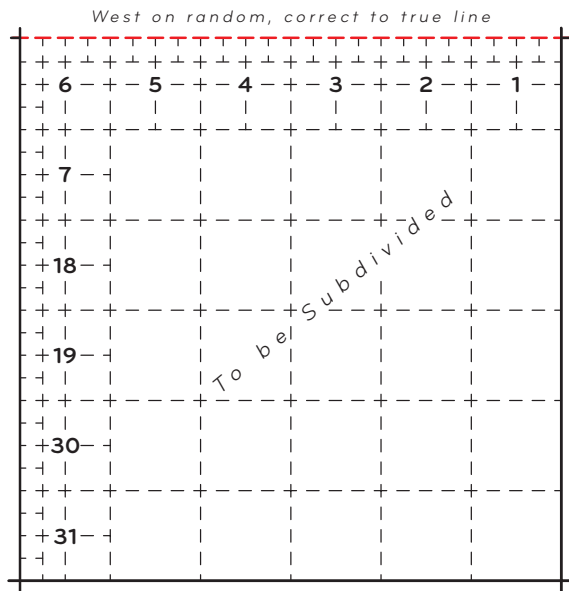 West on random, correct to true line
6 5 4 3 2 1
7
18
To be Subdivided
19
30
31